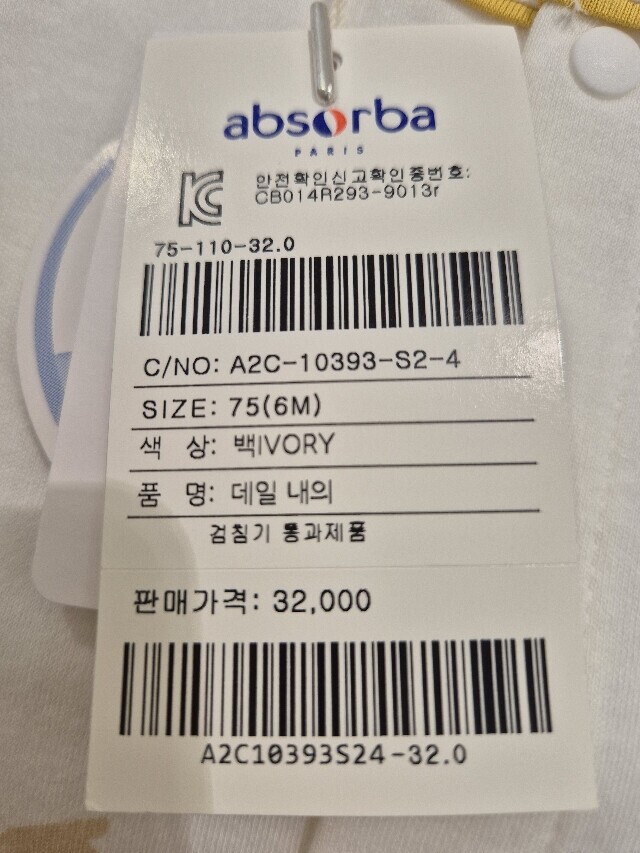 absorba
PARIS
안전확인신고확인증번호:
CB014R293-9013r
75-110-32.0
C/NO: A2C-10393-S2-4
SIZE: 75(6M)
색 상: 백IVORY
품 명: 데일 내의
검침기 통과제품
판매가격: 32,000
A2C10393S24-32.0